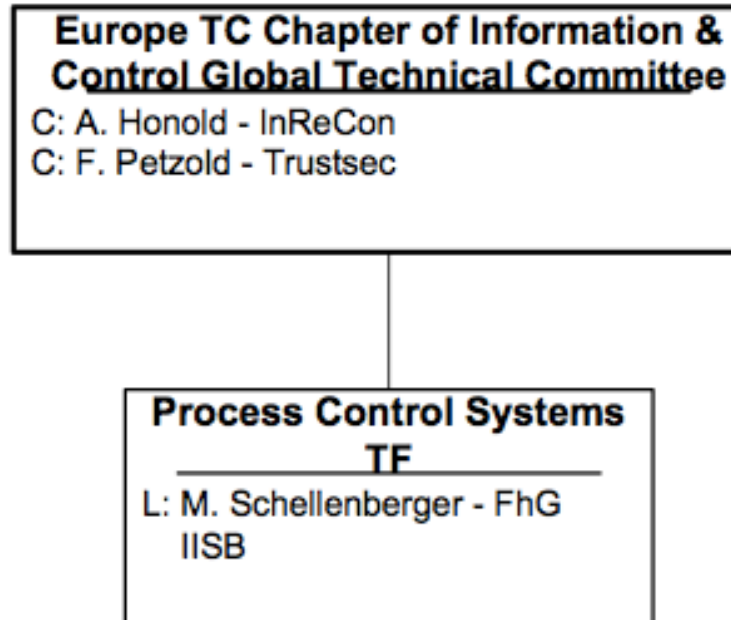 Europe TC Chapter of Information &
Control Global Technical Committee
C: A. Honold - InReCon
C: F. Petzold - Trustsec
Process Control Systems
TF
L: M. Schellenberger - FhG
IISB